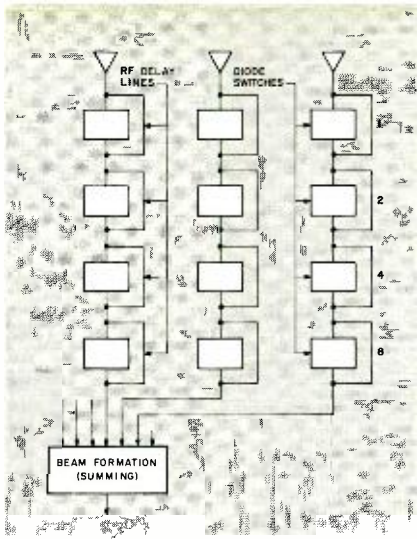 RF DELAY
LINES
DIODE
SWITCHES
1
2
4
8
BEAM FORMATION
(SUMMING)